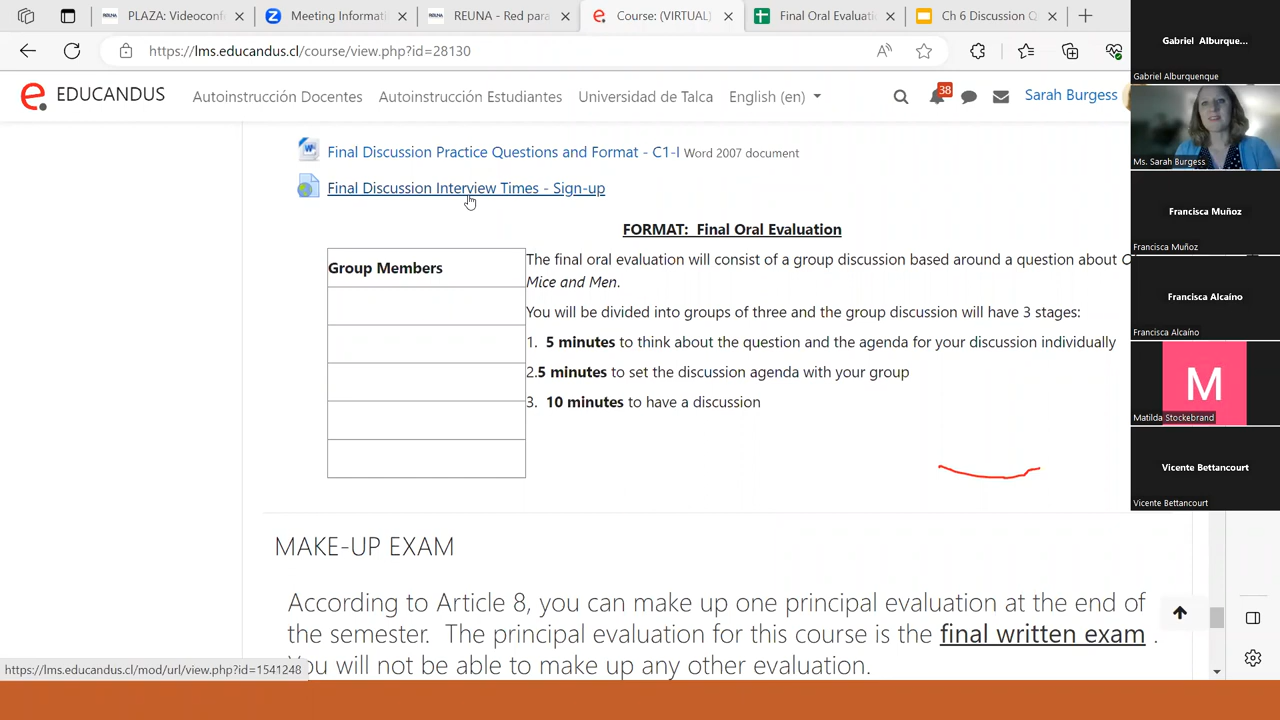 PLAZA: Videoconf
Meeting Informati
REUNA - Red para
Course: (VIRTUAL)
Final Oral Evaluati
Ch 6 Discussion Q
https://lms.educandus.cl/course/view.php?id=28130
EDUCANDUS
Autoinstrucción Docentes
Autoinstrucción Estudiantes
Universidad de Talca
English (en)
38
Sarah Burgess
Final Discussion Practice Questions and Format - C1-I Word 2007 document
Final Discussion Interview Times - Sign-up
FORMAT: Final Oral Evaluation
Group Members
The final oral evaluation will consist of a group discussion based around a question about O
Mice and Men.
You will be divided into groups of three and the group discussion will have 3 stages:
1. 5 minutes to think about the question and the agenda for your discussion individually
2.5 minutes to set the discussion agenda with your group
3. 10 minutes to have a discussion
MAKE-UP EXAM
According to Article 8, you can make up one principal evaluation at the end of
the semester. The principal evaluation for this course is the final written exam .
You will not be able to make up any other evaluation.
https://lms.educandus.cl/mod/url/view.php?id=1541248
Gabriel Alburque...
Gabriel Alburquenque
Ms. Sarah Burgess
Francisca Muñoz
Francisca Muñoz
Francisca Alcaíno
Francisca Alcaíno
M
Matilda Stockebrand
Vicente Bettancourt
Vicente Bettancourt